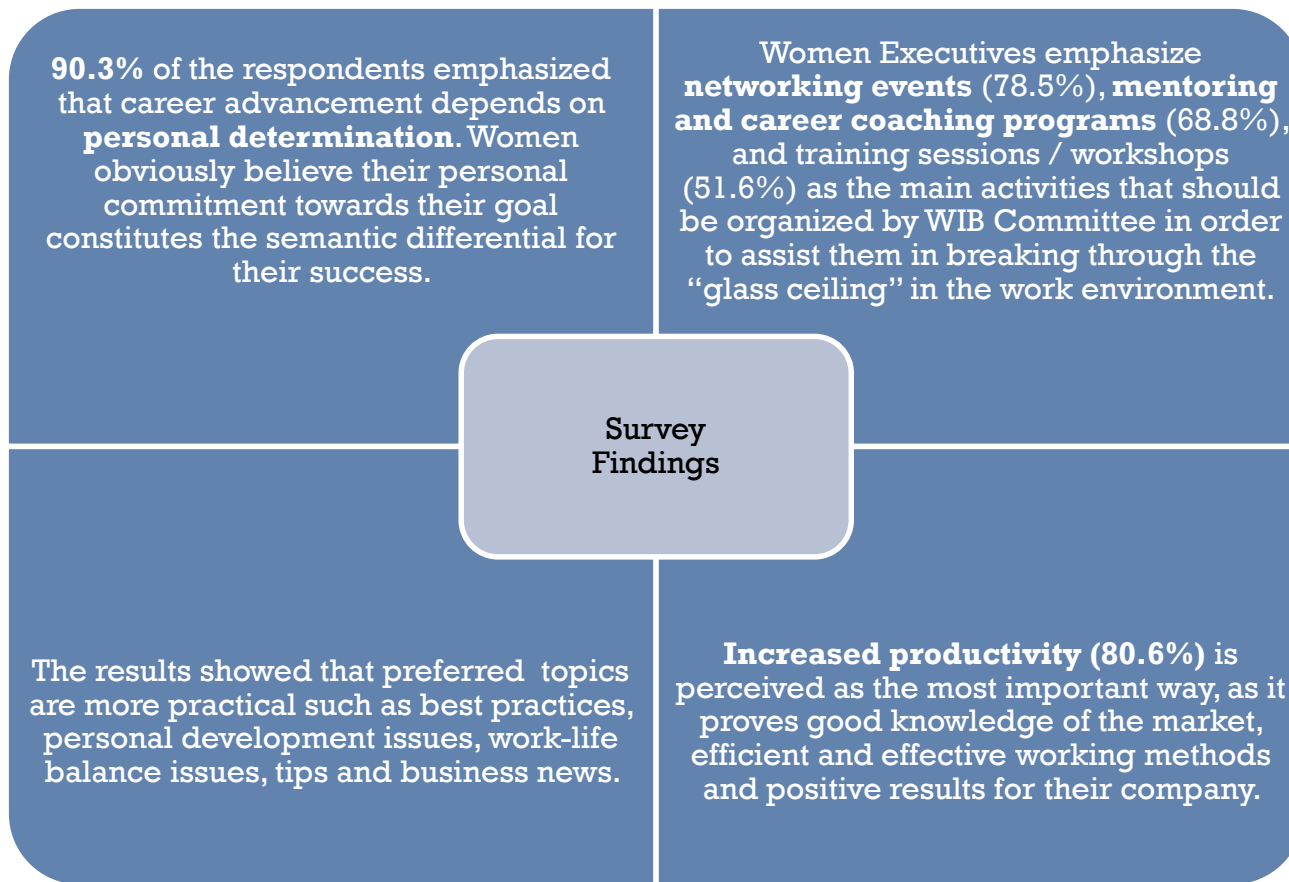 90.3% of the respondents emphasized
that career advancement depends on
personal determination. Women
obviously believe their personal
commitment towards their goal
constitutes the semantic differential for
their success.
Women Executives emphasize
networking events (78.5%), mentoring
and career coaching programs (68.8%),
and training sessions / workshops
(51.6%) as the main activities that should
be organized by WIB Committee in order
to assist them in breaking through the
“glass ceiling” in the work environment.
Survey
Findings
The results showed that preferred  topics
are more practical such as best practices,
personal development issues, work-life
balance issues, tips and business news.
Increased productivity (80.6%) is
perceived as the most important way, as it
proves good knowledge of the market,
efficient and effective working methods
and positive results for their company.